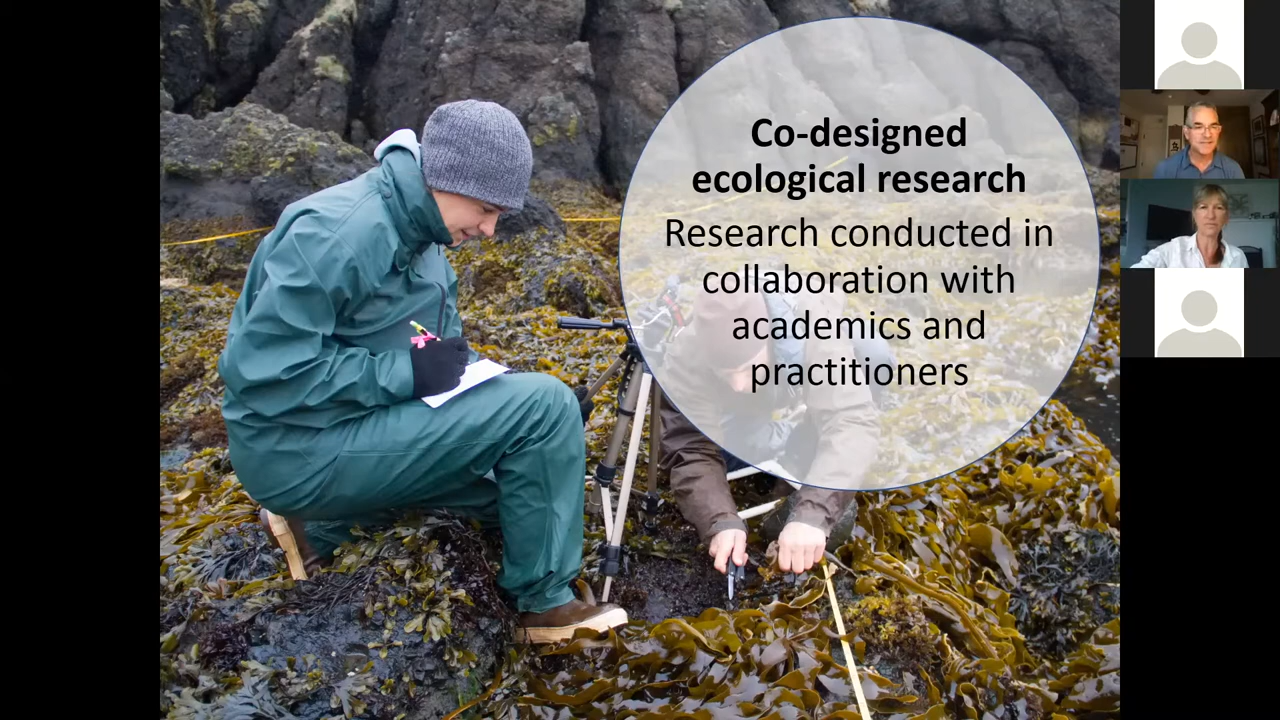 Co-designed
ecological research
Research conducted in
collaboration with
academics and
practitioners